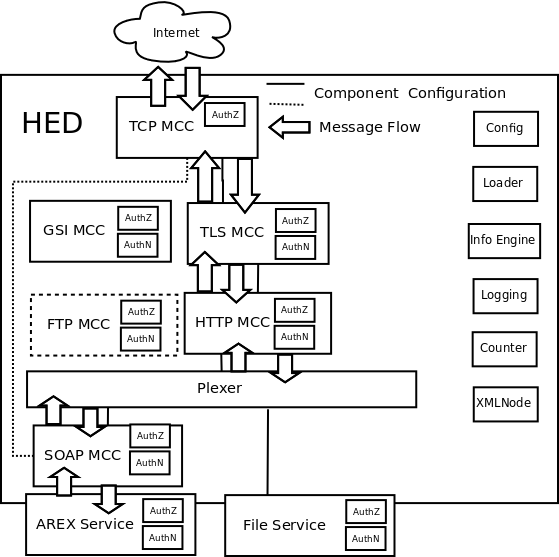 Internet
Component Configuration
HED
TCP MCC
AuthZ
Message Flow
Config
Loader
GSI MCC
AuthZ
AuthN
TLS MCC
AuthZ
AuthN
Info Engine
Logging
FTP MCC
AuthZ
AuthN
HTTP MCC
AuthZ
AuthN
Counter
Plexer
XMLNode
SOAP MCC
AuthZ
AuthN
AREX Service
AuthZ
AuthN
File Service
AuthZ
AuthN